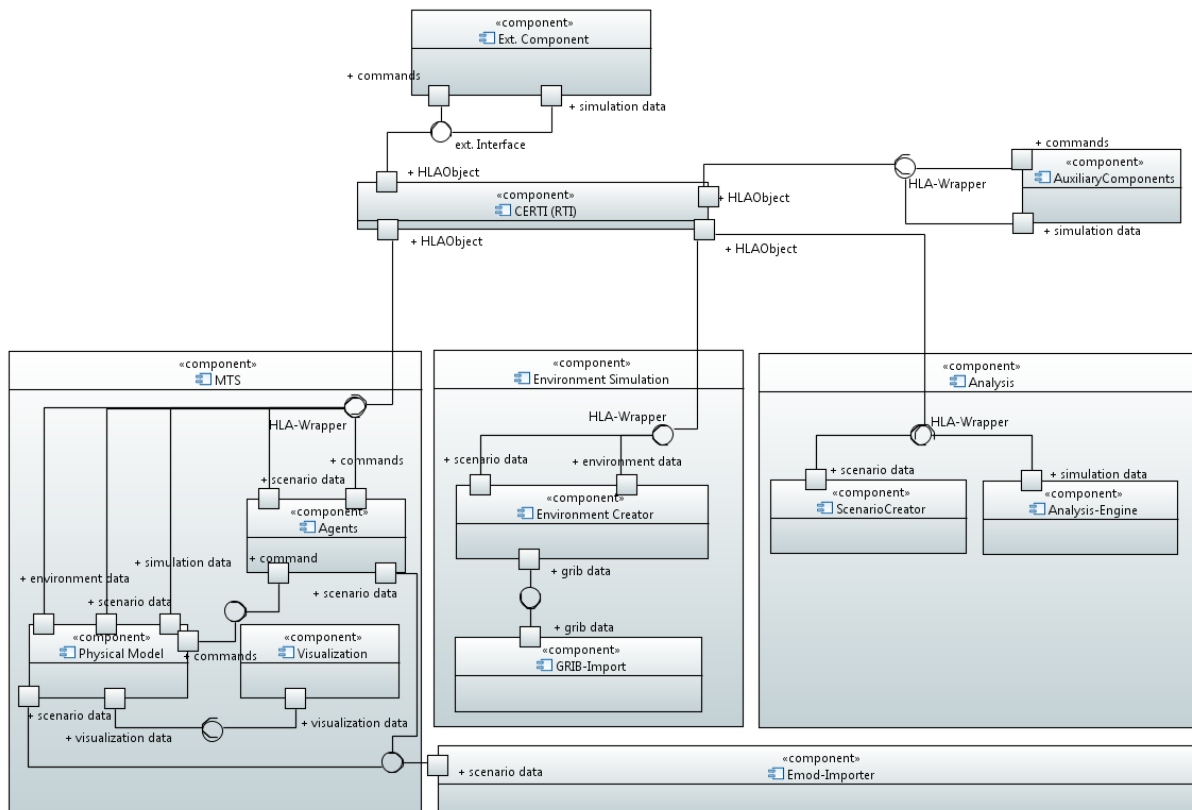 «component»
Ext. Component
+ commands
+ simulation data
ext. Interface
+ HLAObject
«component»
CERTI (RTI)
+ HLAObject
+ HLAObject
+ HLAObject
HLA-Wrapper
+ commands
«component»
AuxiliaryComponents
+ simulation data
«component»
MTS
HLA-Wrapper
+ commands
+ scenario data
«component»
Agents
+ command
+ simulation data
+ environment data
+ scenario data
+ scenario data
«component»
Physical Model
+ commands
«component»
Visualization
+ scenario data
+ visualization data
+ visualization data
«component»
Environment Simulation
HLA-Wrapper
+ scenario data
+ environment data
«component»
Environment Creator
+ grib data
+ grib data
«component»
GRIB-Import
«component»
Analysis
HLA-Wrapper
+ scenario data
+ simulation data
«component»
ScenarioCreator
«component»
Analysis-Engine
+ scenario data
«component»
Emod-Importer